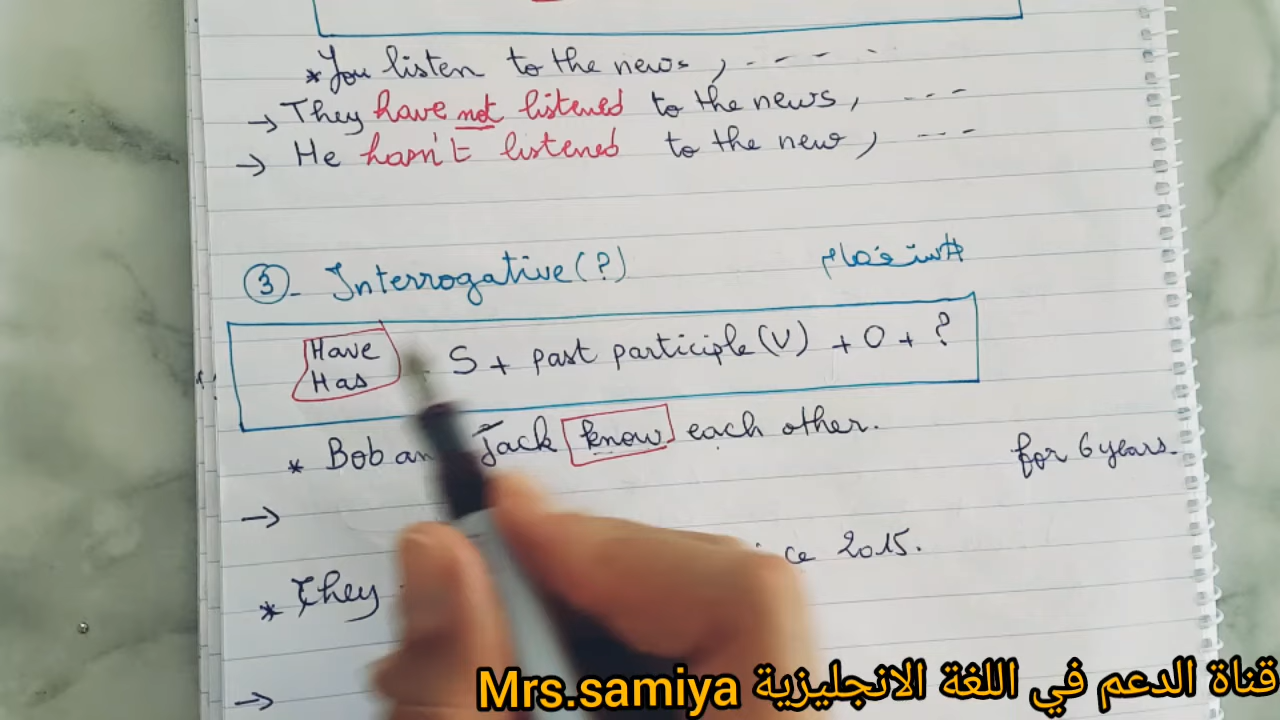 *You listen to the news , - - - -
→ They have not listened to the news, - - -
→ He hasn't listened to the new, - - -
3 - Interrogative (?) الاستفهام
Have
Has
S + past participle (V) + O + ?
* Bob an Jack know each other.
for 6 years.
→
* They ce 2015.
→
Mrs.samiya قناة الدعم في اللغة الانجليزية